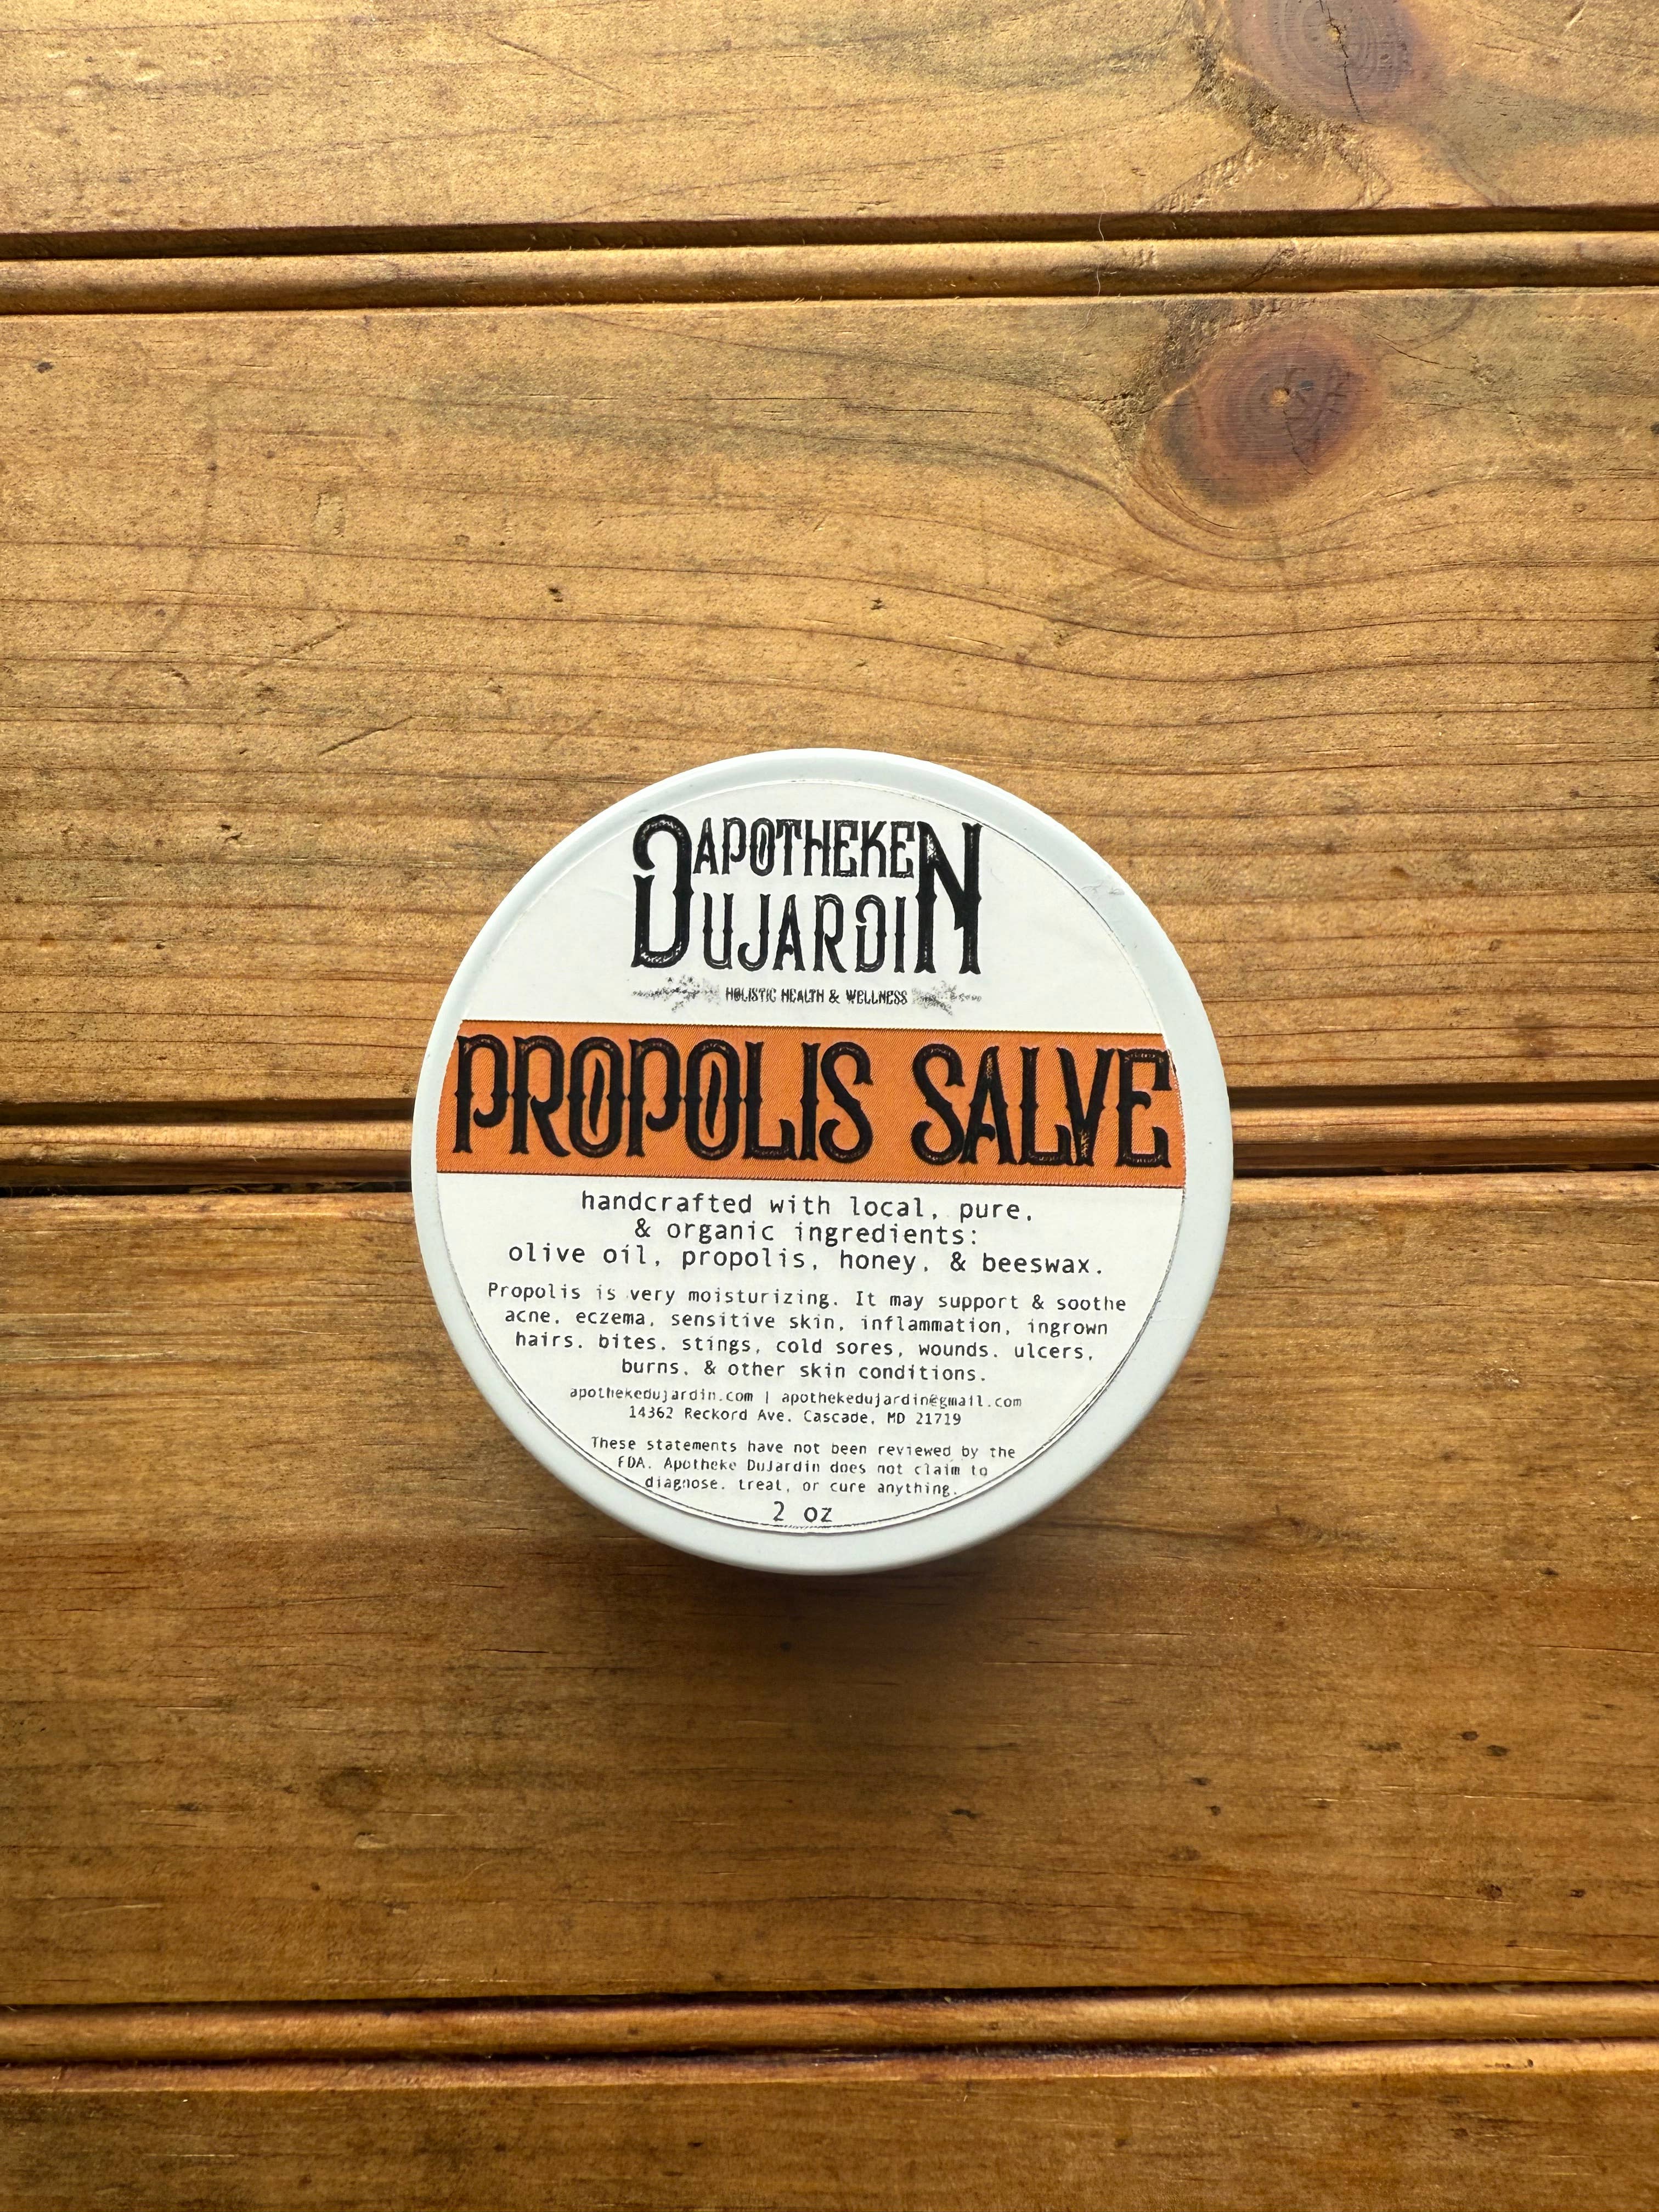 APOTHEKE
DUJARDIN
HOLISTIC HEALTH & WELLNESS
PROPOLIS SALVE
handcrafted with local, pure,
& organic ingredients:
olive oil, propolis, honey, & beeswax.
Propolis is very moisturizing. It may support & soothe
acne, eczema, sensitive skin, inflammation, ingrown
hairs, bites, stings, cold sores, wounds, ulcers,
burns, & other skin conditions.
apothekedujardin.com | apothekedujardin@gmail.com
14362 Reckord Ave. Cascade, MD 21719
These statements have not been reviewed by the
FDA. Apotheke DuJardin does not claim to
diagnose, treat, or cure anything.
2 oz